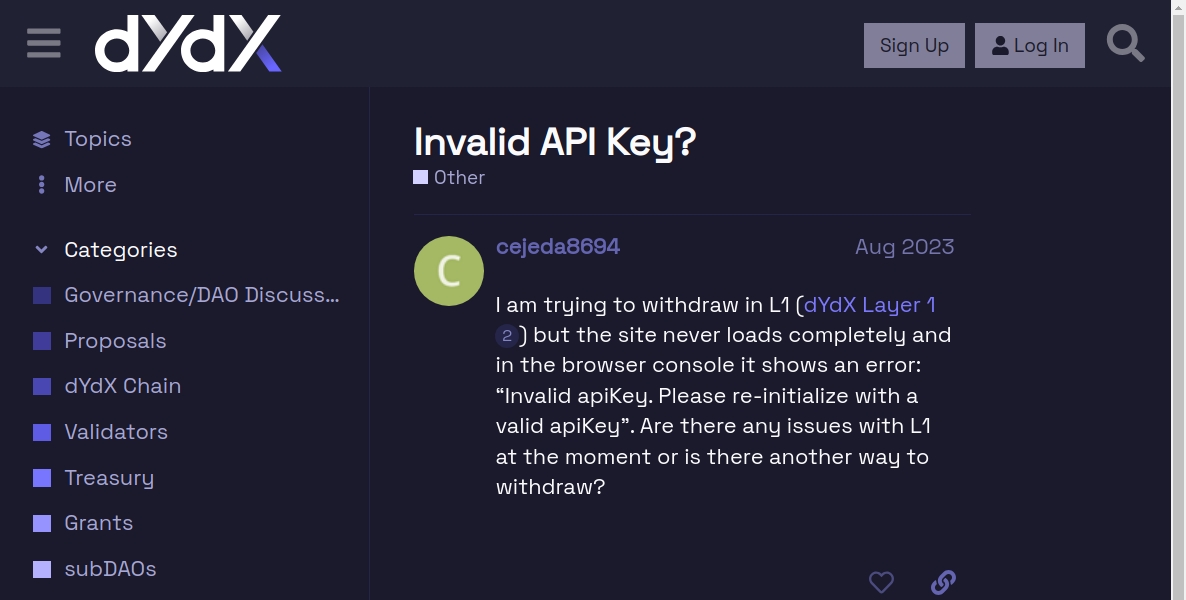 dYdX
Sign Up
Log In
Topics
More
Categories
Governance/DAO Discuss...
Proposals
dYdX Chain
Validators
Treasury
Grants
subDAOs
Invalid API Key?
Other
C
cejeda8694
Aug 2023
I am trying to withdraw in L1 (dYdX Layer 1
2) but the site never loads completely and
in the browser console it shows an error:
“Invalid apiKey. Please re-initialize with a
valid apiKey”. Are there any issues with L1
at the moment or is there another way to
withdraw?